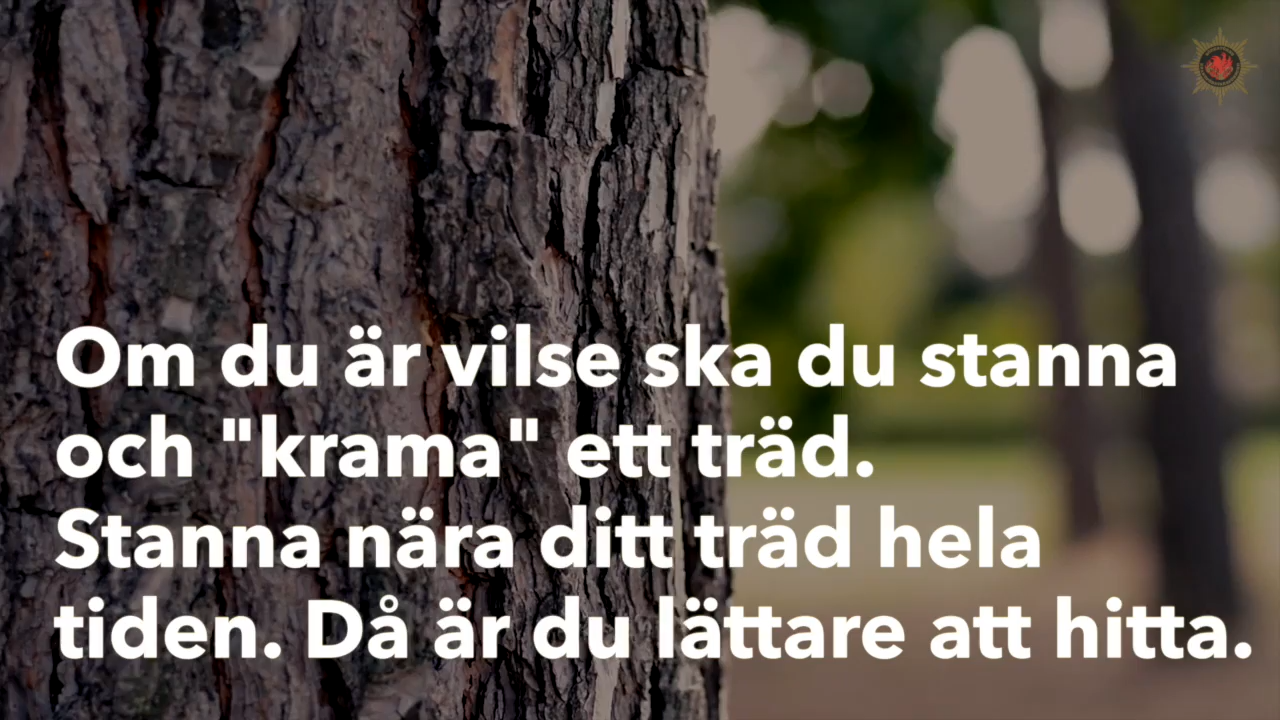 Om du är vilse ska du stanna
och "krama" ett träd.
Stanna nära ditt träd hela
tiden. Då är du lättare att hitta.